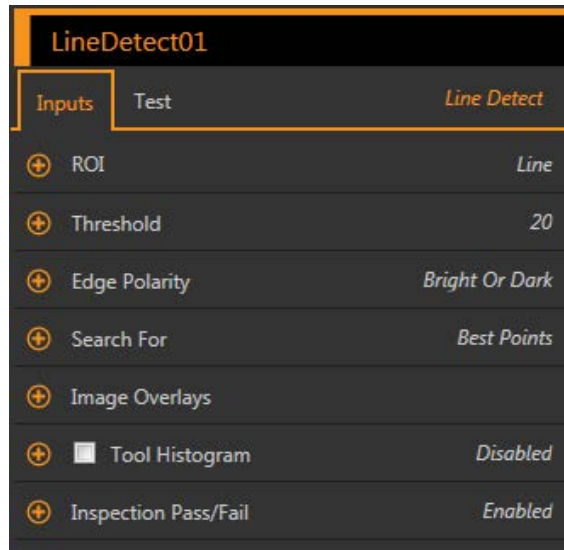 LineDetect01
Inputs Test Line Detect
ROI Line
Threshold 20
Edge Polarity Bright Or Dark
Search For Best Points
Image Overlays
Tool Histogram Disabled
Inspection Pass/Fail Enabled